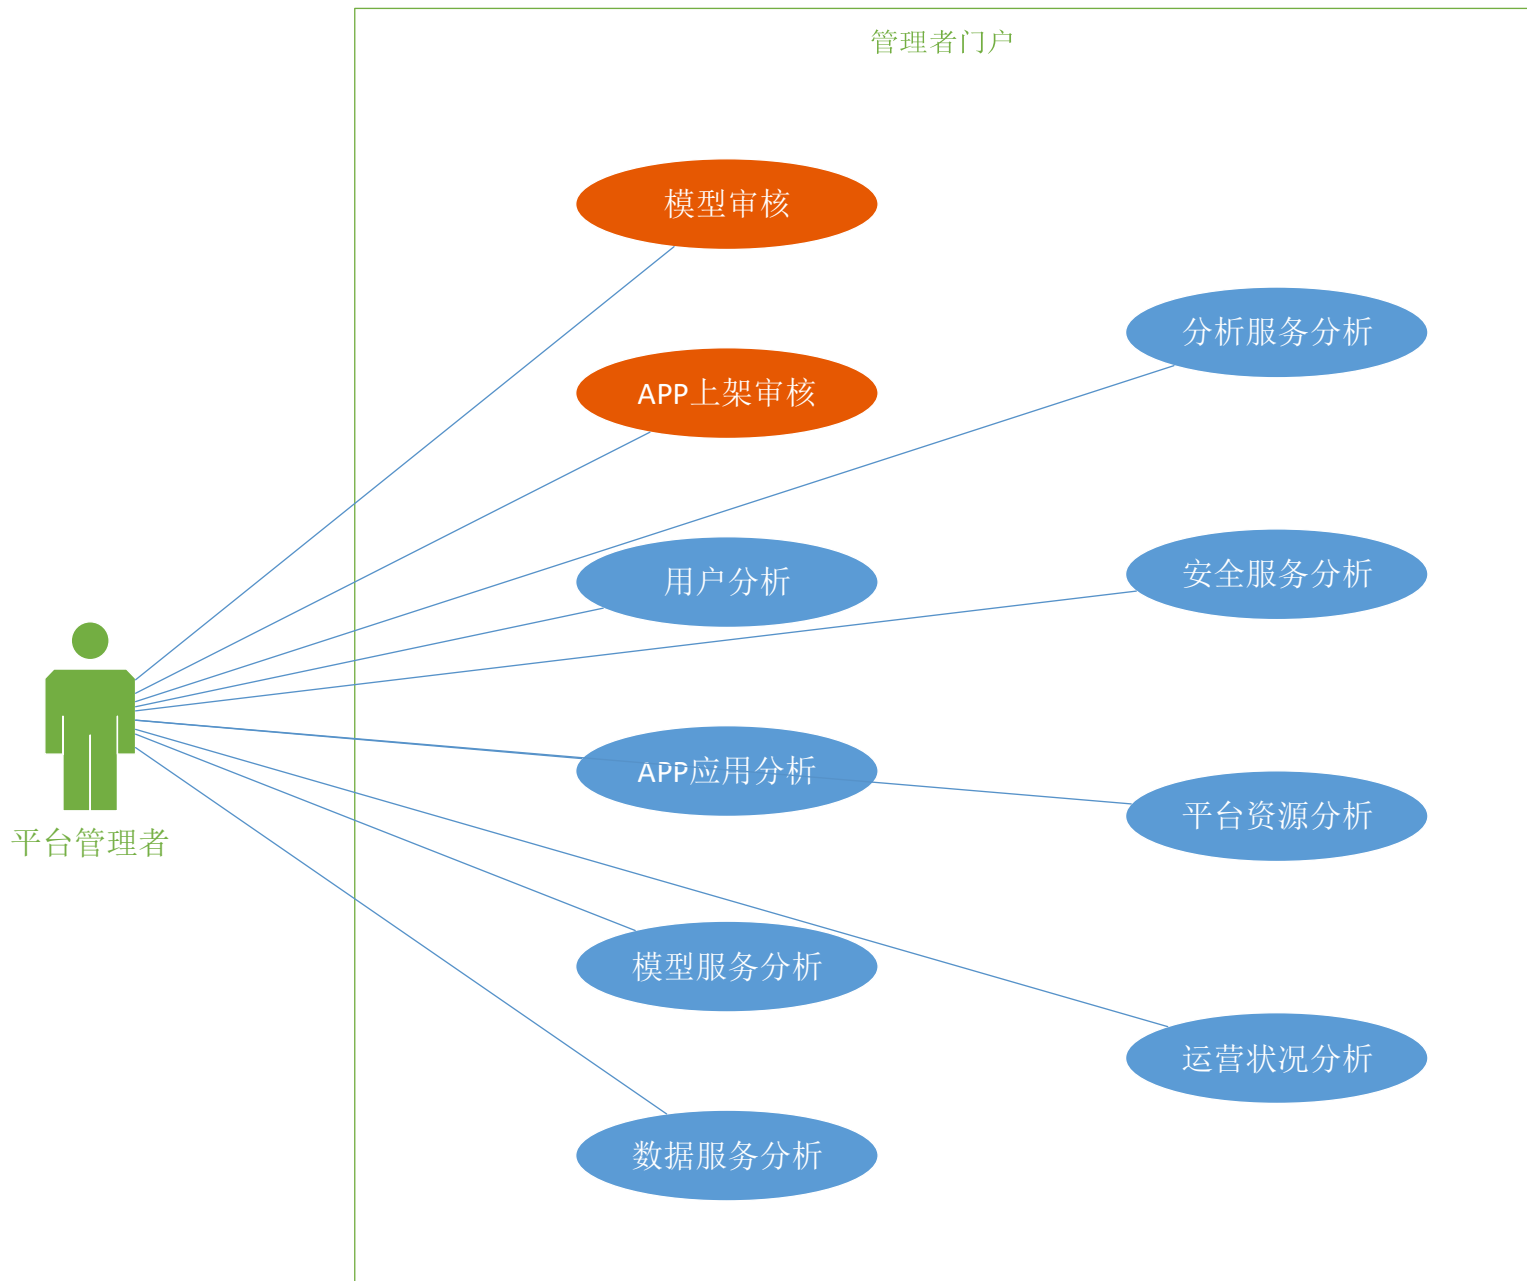 管理者门户
模型审核
分析服务分析
APP上架审核
用户分析
安全服务分析
APP应用分析
平台资源分析
平台管理者
模型服务分析
运营状况分析
数据服务分析